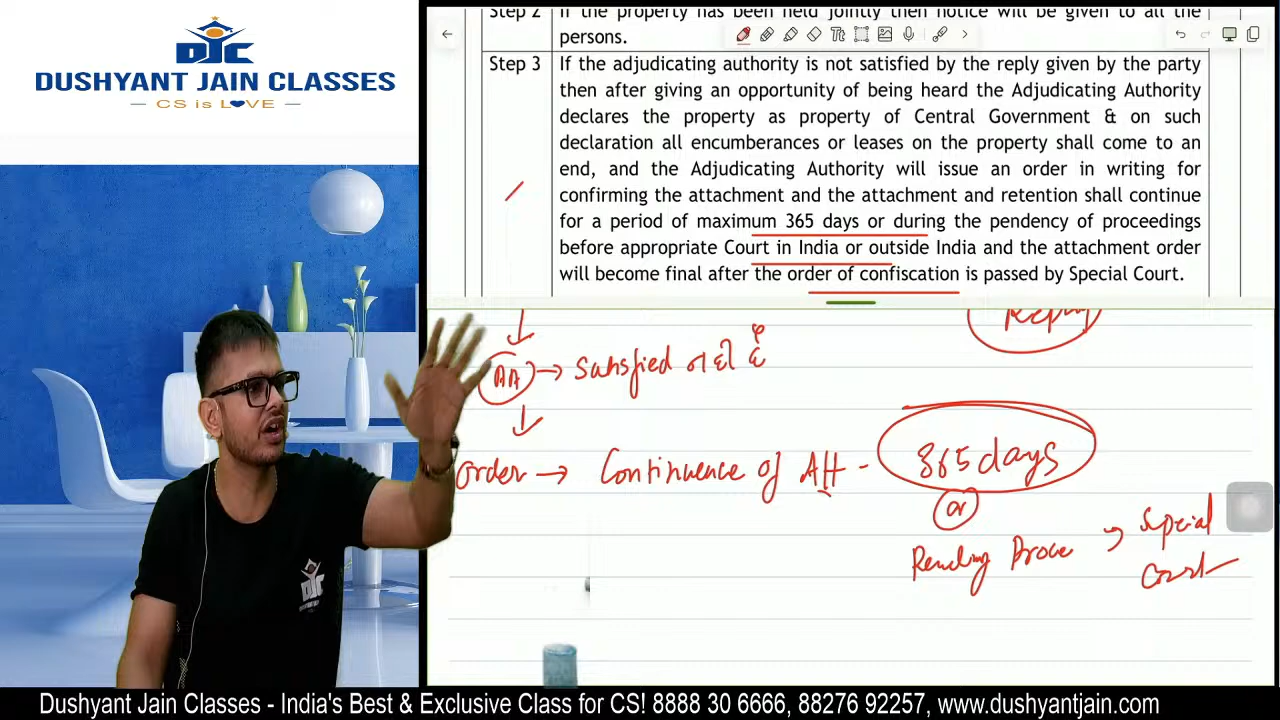 DJC
DUSHYANT JAIN CLASSES
— CS is LOVE —
Step 2
If the property has been held jointly then notice will be given to all the
persons.
Step 3
If the adjudicating authority is not satisfied by the reply given by the party
then after giving an opportunity of being heard the Adjudicating Authority
declares the property as property of Central Government & on such
declaration all encumberances or leases on the property shall come to an
end, and the Adjudicating Authority will issue an order in writing for
confirming the attachment and the attachment and retention shall continue
for a period of maximum 365 days or during the pendency of proceedings
before appropriate Court in India or outside India and the attachment order
will become final after the order of confiscation is passed by Special Court.
Reply
AA → Satisfied
order → Continuence of Att - 365 days
or
Pending Proce → Special
Court
DJC
Dushyant Jain Classes - India's Best & Exclusive Class for CS! 8888 30 6666, 88276 92257, www.dushyantjain.com